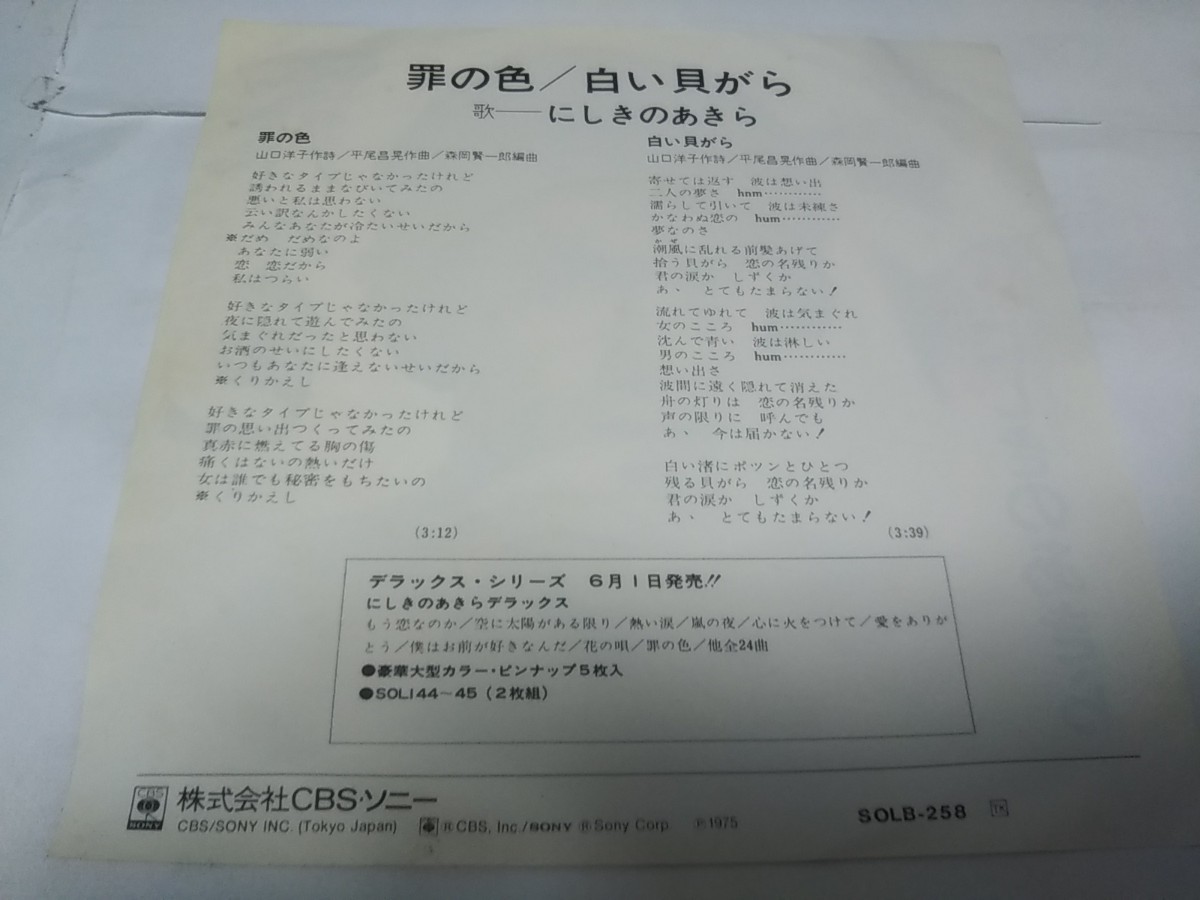 罪の色／白い貝がら
歌──にしきのあきら
罪の色
山口洋子作詩／平尾昌晃作曲／森岡賢一郎編曲
好きなタイプじゃなかったけれど
誘われるままなびいてみたの
悪いと私は思わない
云い訳なんかしたくない
みんなあなたが冷たいせいだから
※だめ　だめなのよ
あなたに弱い
恋　恋だから
私はつらい
好きなタイプじゃなかったけれど
夜に隠れて遊んでみたの
気まぐれだったと思わない
お酒のせいにしたくない
いつもあなたに逢えないせいだから
※くりかえし
好きなタイプじゃなかったけれど
罪の思い出つくってみたの
真赤に燃えてる胸の傷
痛くはないの熱いだけ
女は誰でも秘密をもちたいの
※くりかえし
(3:12)
白い貝がら
山口洋子作詩／平尾昌晃作曲／森岡賢一郎編曲
寄せては返す　波は想い出
二人の夢さ　hnm…………
濡らして引いて　波は未練さ
かなわぬ恋の　hum…………
夢なのさ
潮風に乱れる前髪あげて
拾う貝がら　恋の名残りか
君の涙か　しずくか
あゝ　とてもたまらない！
流れてゆれて　波は気まぐれ
女のこころ　hum…………
沈んで青い　波は淋しい
男のこころ　hum…………
想い出さ
波間に遠く隠れて消えた
舟の灯りは　恋の名残りか
声の限りに　呼んでも
あゝ　今は届かない！
白い渚にポツンとひとつ
残る貝がら　恋の名残りか
君の涙か　しずくか
あゝ　とてもたまらない！
(3:39)
デラックス・シリーズ　6月1日発売!!
にしきのあきらデラックス
もう恋なのか／空に太陽がある限り／熱い涙／嵐の夜／心に火をつけて／愛をありが
とう／僕はお前が好きなんだ／花の唄／罪の色／他全24曲
●豪華大型カラー・ピンナップ5枚入
●SOLI44〜45（2枚組）
CBS
SONY
株式会社CBS・ソニー
CBS/SONY INC. (Tokyo Japan)　Ⓡ CBS, Inc./SONY Ⓡ Sony Corp.　Ⓟ1975
SOLB-258